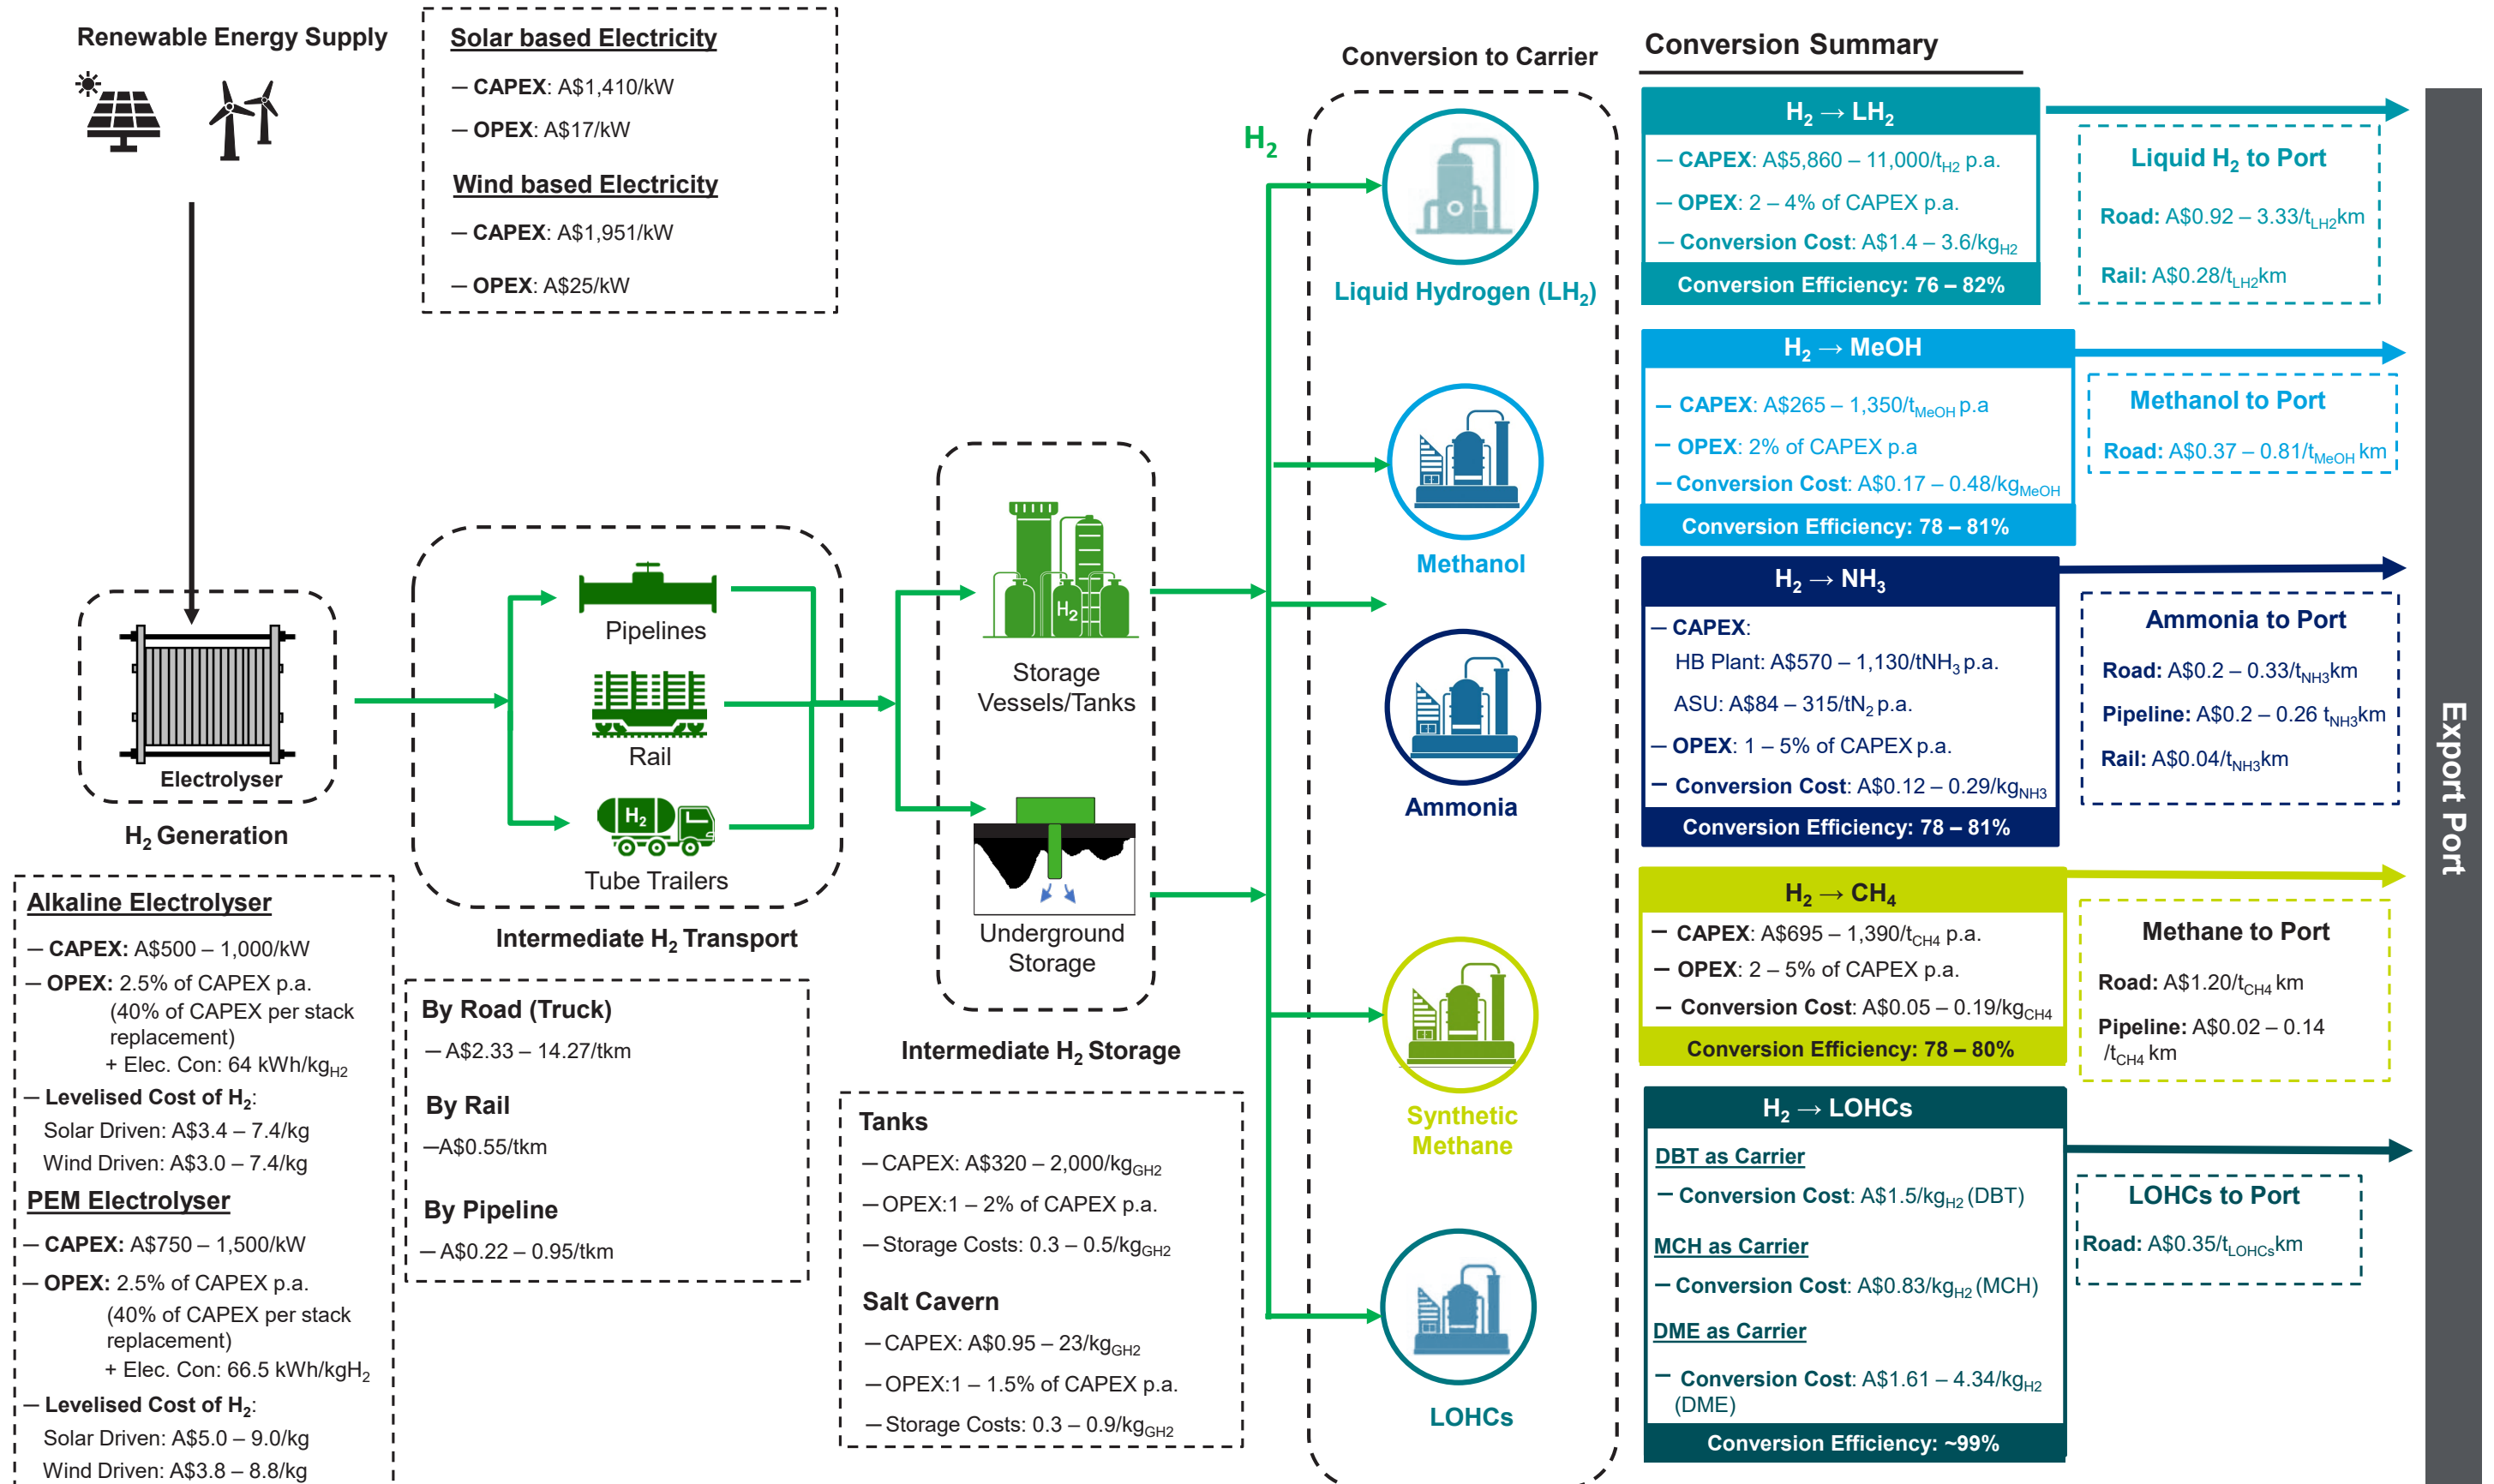 Renewable Energy Supply
Solar based Electricity
– CAPEX: A$1,410/kW
– OPEX: A$17/kW
Wind based Electricity
– CAPEX: A$1,951/kW
– OPEX: A$25/kW
Electrolyser
H2 Generation
Alkaline Electrolyser
– CAPEX: A$500 – 1,000/kW
– OPEX: 2.5% of CAPEX p.a.
(40% of CAPEX per stack
replacement)
+ Elec. Con: 64 kWh/kgH2
– Levelised Cost of H2:
Solar Driven: A$3.4 – 7.4/kg
Wind Driven: A$3.0 – 7.4/kg
PEM Electrolyser
– CAPEX: A$750 – 1,500/kW
– OPEX: 2.5% of CAPEX p.a.
(40% of CAPEX per stack
replacement)
+ Elec. Con: 66.5 kWh/kgH2
– Levelised Cost of H2:
Solar Driven: A$5.0 – 9.0/kg
Wind Driven: A$3.8 – 8.8/kg
Pipelines
Rail
H2
Tube Trailers
Intermediate H2 Transport
By Road (Truck)
– A$2.33 – 14.27/tkm
By Rail
–A$0.55/tkm
By Pipeline
– A$0.22 – 0.95/tkm
H2
Storage
Vessels/Tanks
Underground
Storage
Intermediate H2 Storage
Tanks
– CAPEX: A$320 – 2,000/kgGH2
– OPEX:1 – 2% of CAPEX p.a.
– Storage Costs: 0.3 – 0.5/kgGH2
Salt Cavern
– CAPEX: A$0.95 – 23/kgGH2
– OPEX:1 – 1.5% of CAPEX p.a.
– Storage Costs: 0.3 – 0.9/kgGH2
H2
Conversion to Carrier
Liquid Hydrogen (LH2)
Methanol
Ammonia
Synthetic
Methane
LOHCs
Conversion Summary
H2 → LH2
– CAPEX: A$5,860 – 11,000/tH2 p.a.
– OPEX: 2 – 4% of CAPEX p.a.
– Conversion Cost: A$1.4 – 3.6/kgH2
Conversion Efficiency: 76 – 82%
Liquid H2 to Port
Road: A$0.92 – 3.33/tLH2km
Rail: A$0.28/tLH2km
H2 → MeOH
– CAPEX: A$265 – 1,350/tMeOH p.a
– OPEX: 2% of CAPEX p.a
– Conversion Cost: A$0.17 – 0.48/kgMeOH
Conversion Efficiency: 78 – 81%
Methanol to Port
Road: A$0.37 – 0.81/tMeOH km
H2 → NH3
– CAPEX:
HB Plant: A$570 – 1,130/tNH3 p.a.
ASU: A$84 – 315/tN2 p.a.
– OPEX: 1 – 5% of CAPEX p.a.
– Conversion Cost: A$0.12 – 0.29/kgNH3
Conversion Efficiency: 78 – 81%
Ammonia to Port
Road: A$0.2 – 0.33/tNH3km
Pipeline: A$0.2 – 0.26 tNH3km
Rail: A$0.04/tNH3km
H2 → CH4
– CAPEX: A$695 – 1,390/tCH4 p.a.
– OPEX: 2 – 5% of CAPEX p.a.
– Conversion Cost: A$0.05 – 0.19/kgCH4
Conversion Efficiency: 78 – 80%
Methane to Port
Road: A$1.20/tCH4 km
Pipeline: A$0.02 – 0.14
/tCH4 km
H2 → LOHCs
DBT as Carrier
– Conversion Cost: A$1.5/kgH2 (DBT)
MCH as Carrier
– Conversion Cost: A$0.83/kgH2 (MCH)
DME as Carrier
– Conversion Cost: A$1.61 – 4.34/kgH2
(DME)
Conversion Efficiency: ~99%
LOHCs to Port
Road: A$0.35/tLOHCskm
Export Port